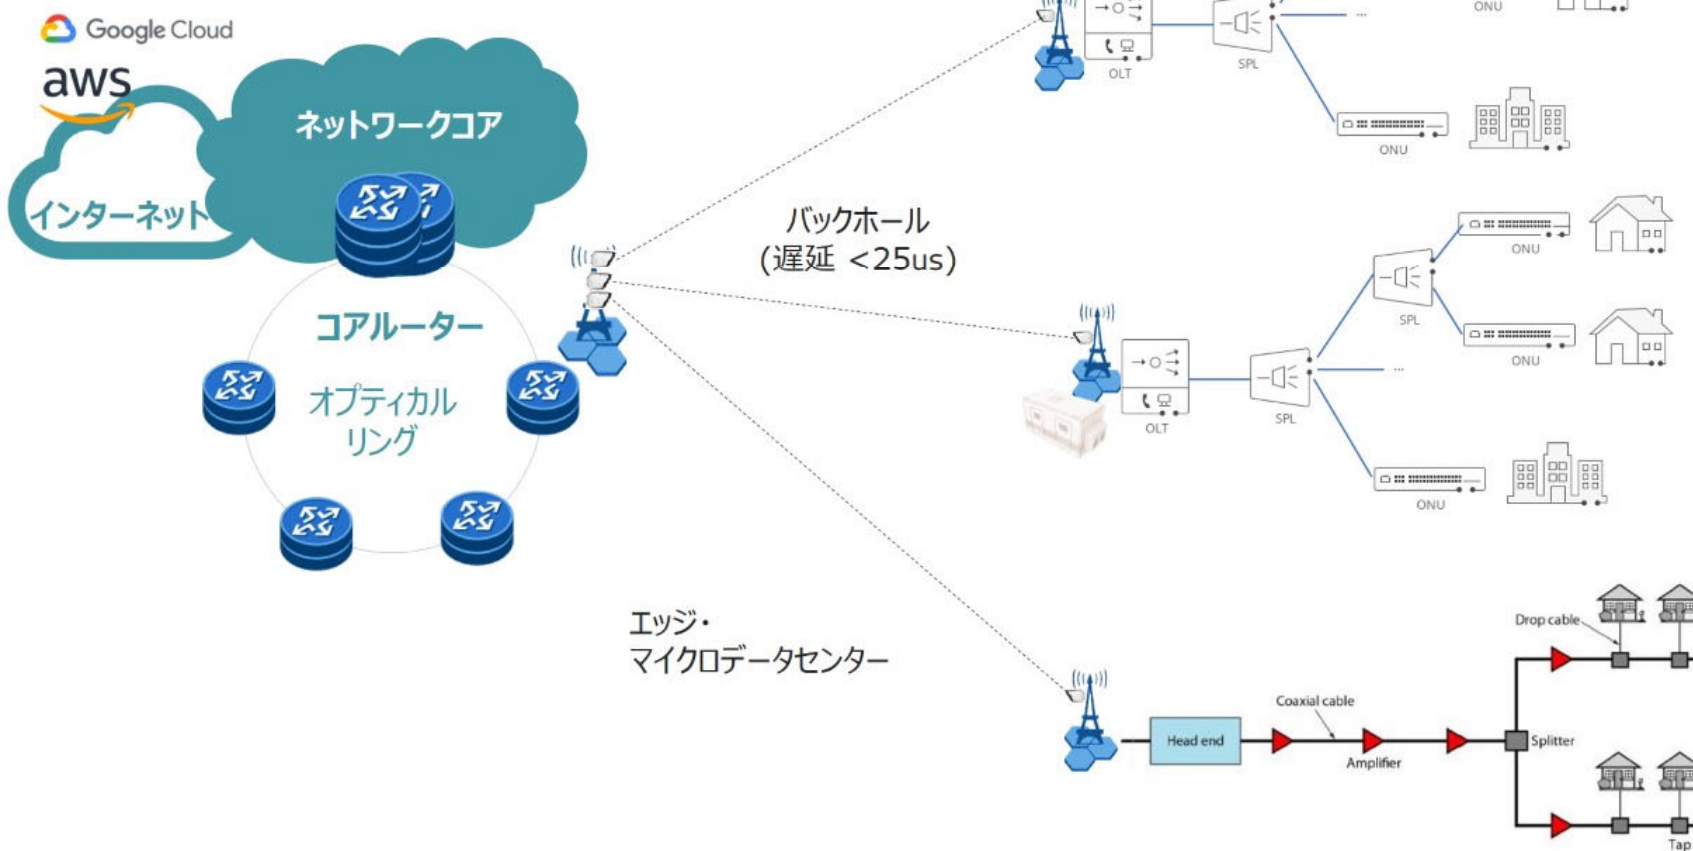 Google Cloud
aws
ネットワークコア
インターネット
コアルーター
オプティカル
リング
バックホール
(遅延 <25us)
エッジ・
マイクロデータセンター
OLT
SPL
...
ONU
ONU
OLT
SPL
SPL
...
ONU
ONU
ONU
Head end
Coaxial cable
Amplifier
Splitter
Drop cable
Tap